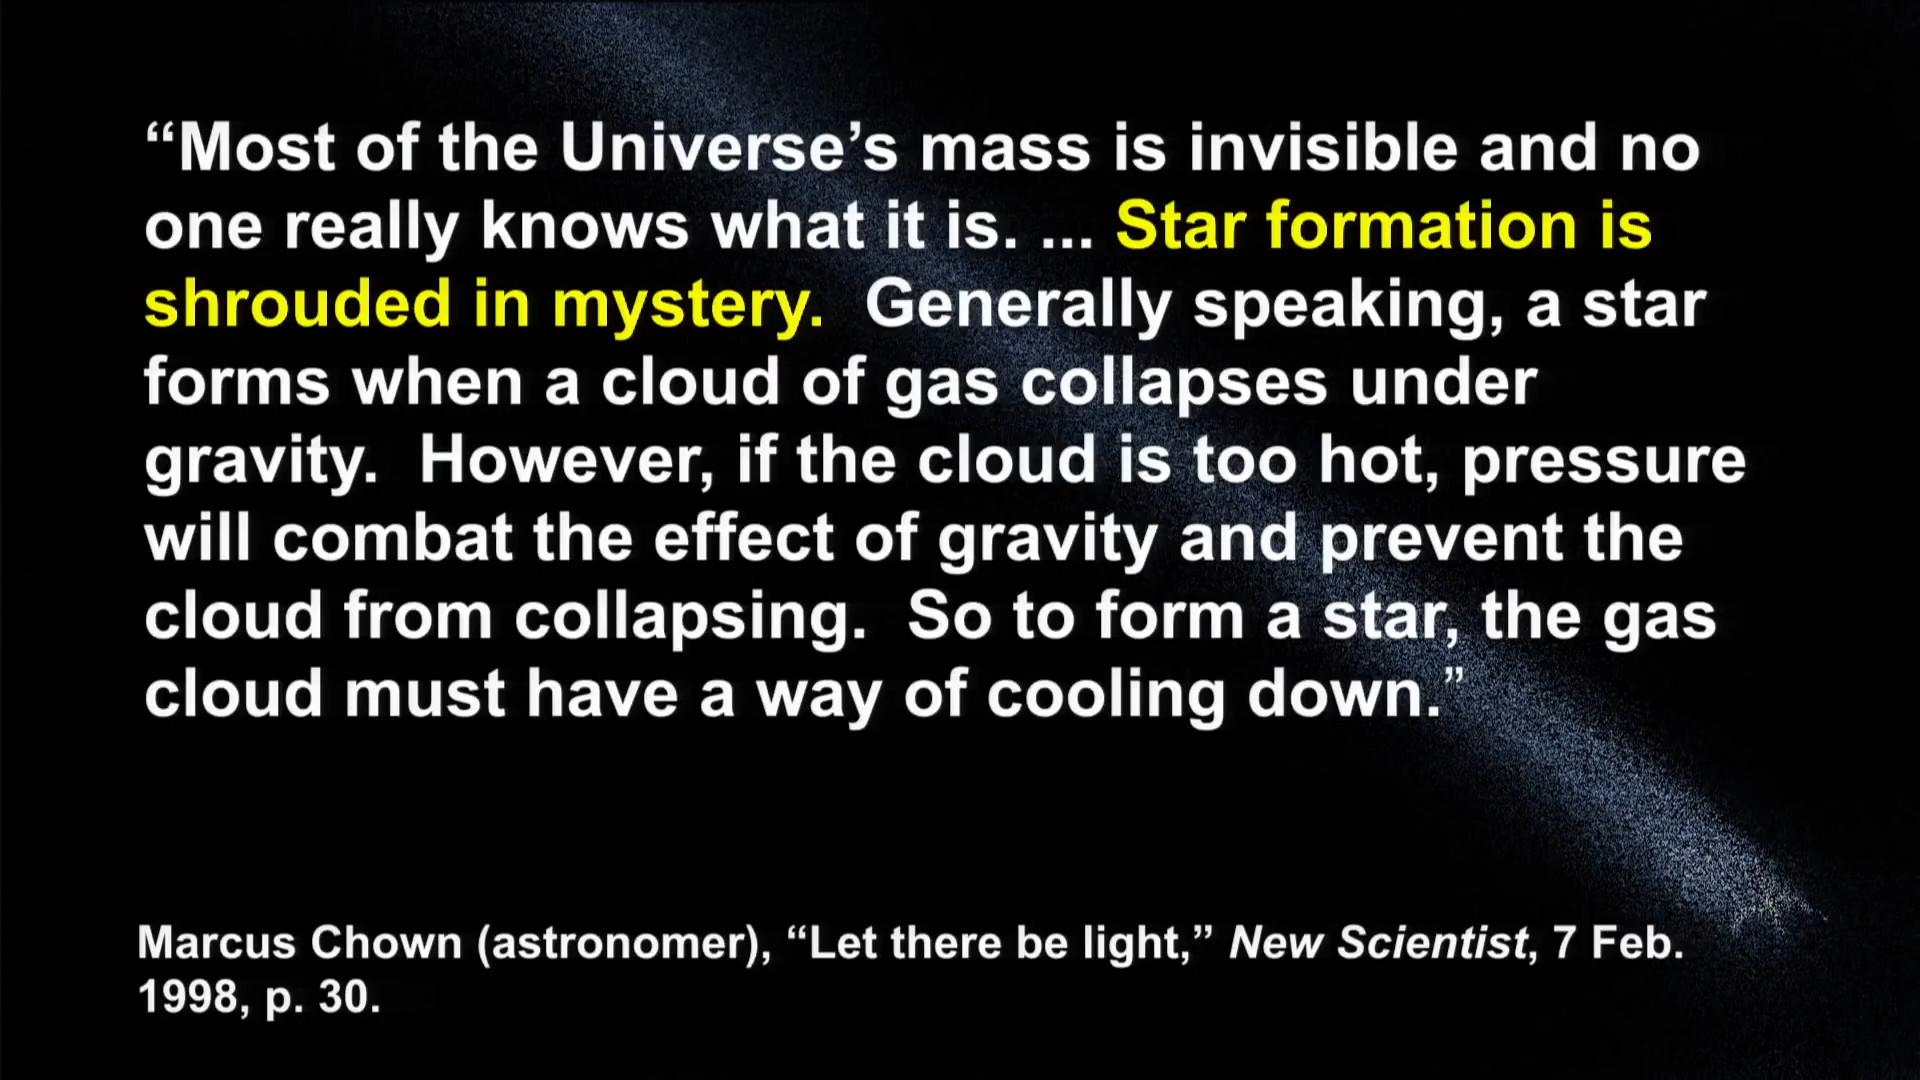 “Most of the Universe’s mass is invisible and no
one really knows what it is. ... Star formation is
shrouded in mystery.  Generally speaking, a star
forms when a cloud of gas collapses under
gravity.  However, if the cloud is too hot, pressure
will combat the effect of gravity and prevent the
cloud from collapsing.  So to form a star, the gas
cloud must have a way of cooling down.”
Marcus Chown (astronomer), “Let there be light,” New Scientist, 7 Feb.
1998, p. 30.